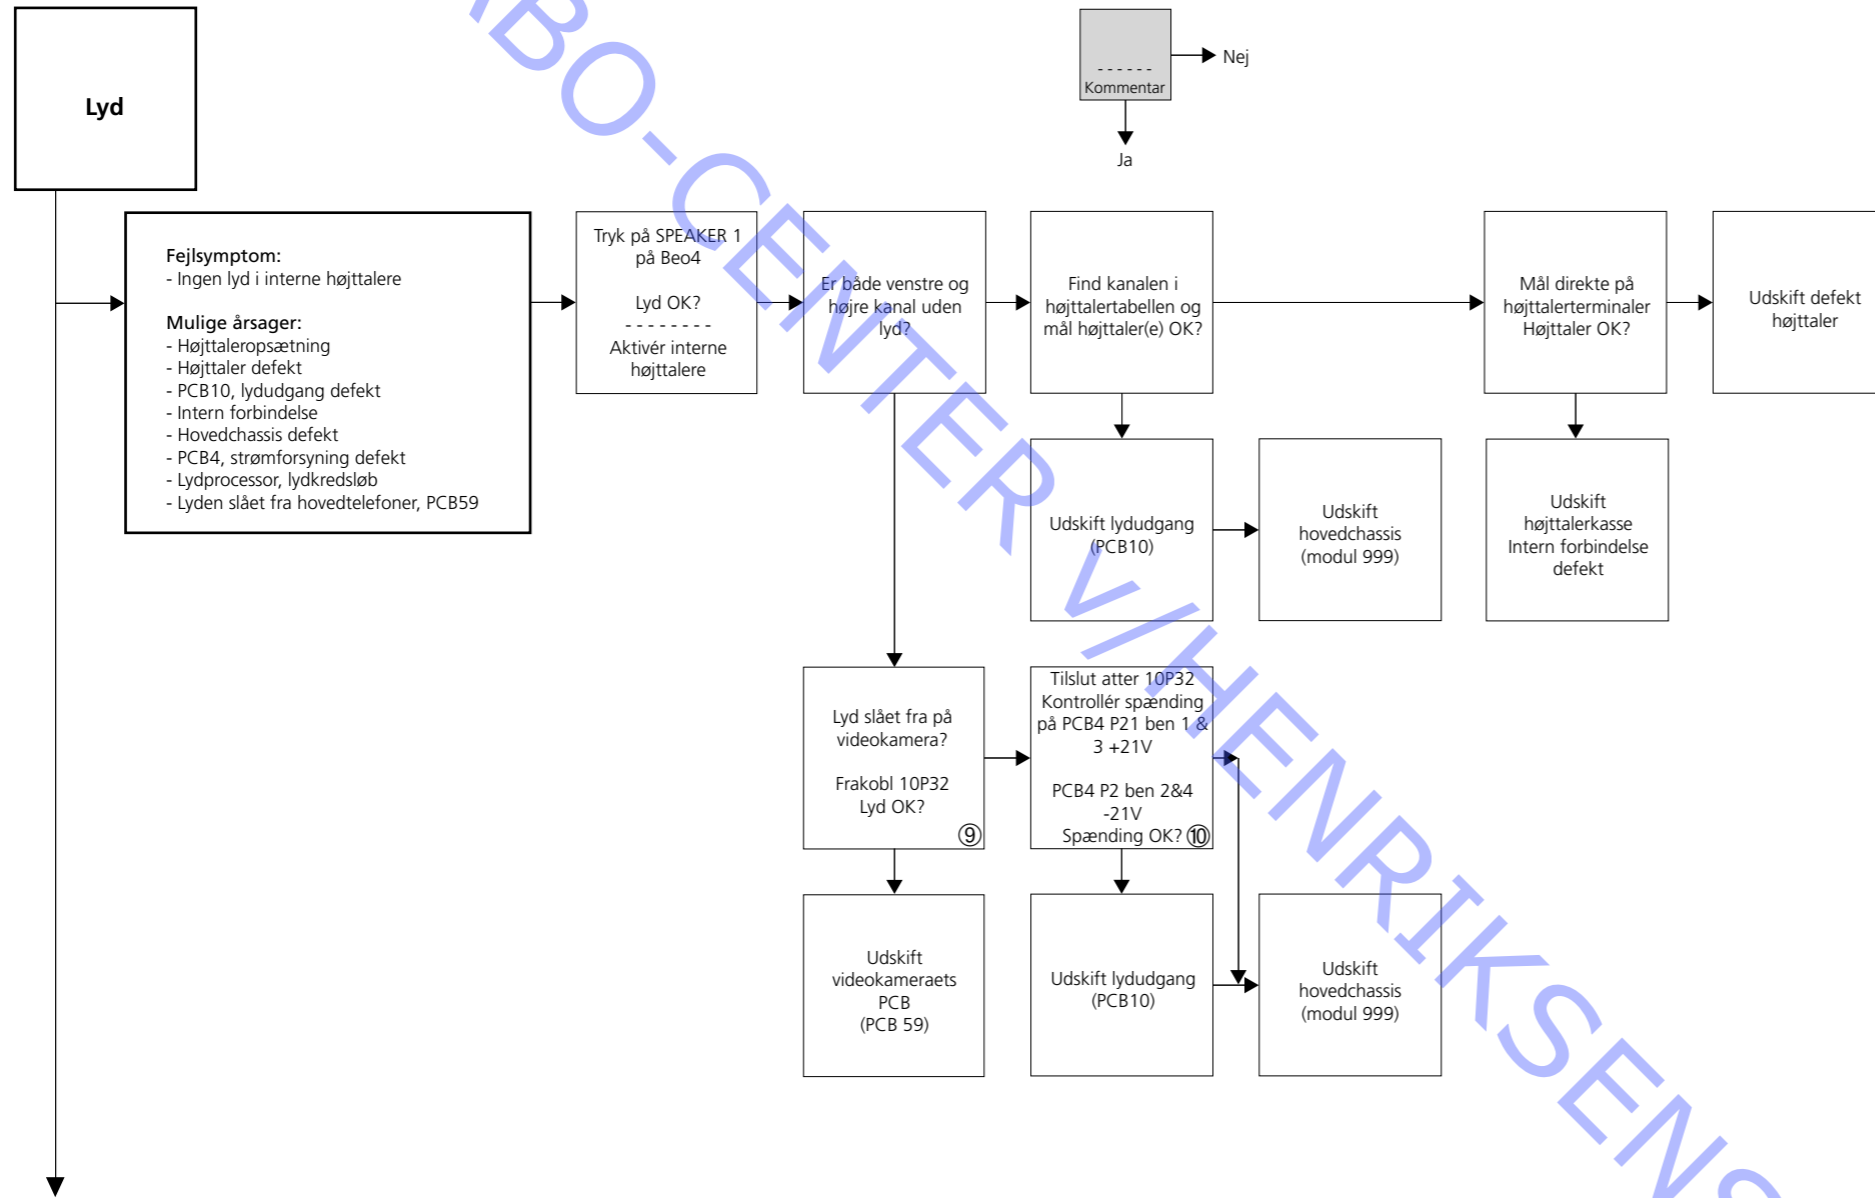 Lyd
- - - - - -
Kommentar
Nej
Ja
Fejlsymptom:
- Ingen lyd i interne højttalere
Mulige årsager:
- Højttaleropsætning
- Højttaler defekt
- PCB10, lydudgang defekt
- Intern forbindelse
- Hovedchassis defekt
- PCB4, strømforsyning defekt
- Lydprocessor, lydkredsløb
- Lyden slået fra hovedtelefoner, PCB59
Tryk på SPEAKER 1
på Beo4
Lyd OK?
- - - - - - - -
Aktivér interne
højttalere
Er både venstre og
højre kanal uden
lyd?
Find kanalen i
højttalertabellen og
mål højttaler(e) OK?
Mål direkte på
højttalerterminaler
Højttaler OK?
Udskift defekt
højttaler
Udskift lydudgang
(PCB10)
Udskift
hovedchassis
(modul 999)
Udskift
højttalerkasse
Intern forbindelse
defekt
Lyd slået fra på
videokamera?
Frakobl 10P32
Lyd OK?
⑨
Tilslut atter 10P32
Kontrollér spænding
på PCB4 P21 ben 1 &
3 +21V
PCB4 P2 ben 2&4
-21V
Spænding OK? ⑩
Udskift
videokameraets
PCB
(PCB 59)
Udskift lydudgang
(PCB10)
Udskift
hovedchassis
(modul 999)
BO-CENTER v/HENRIKSENS